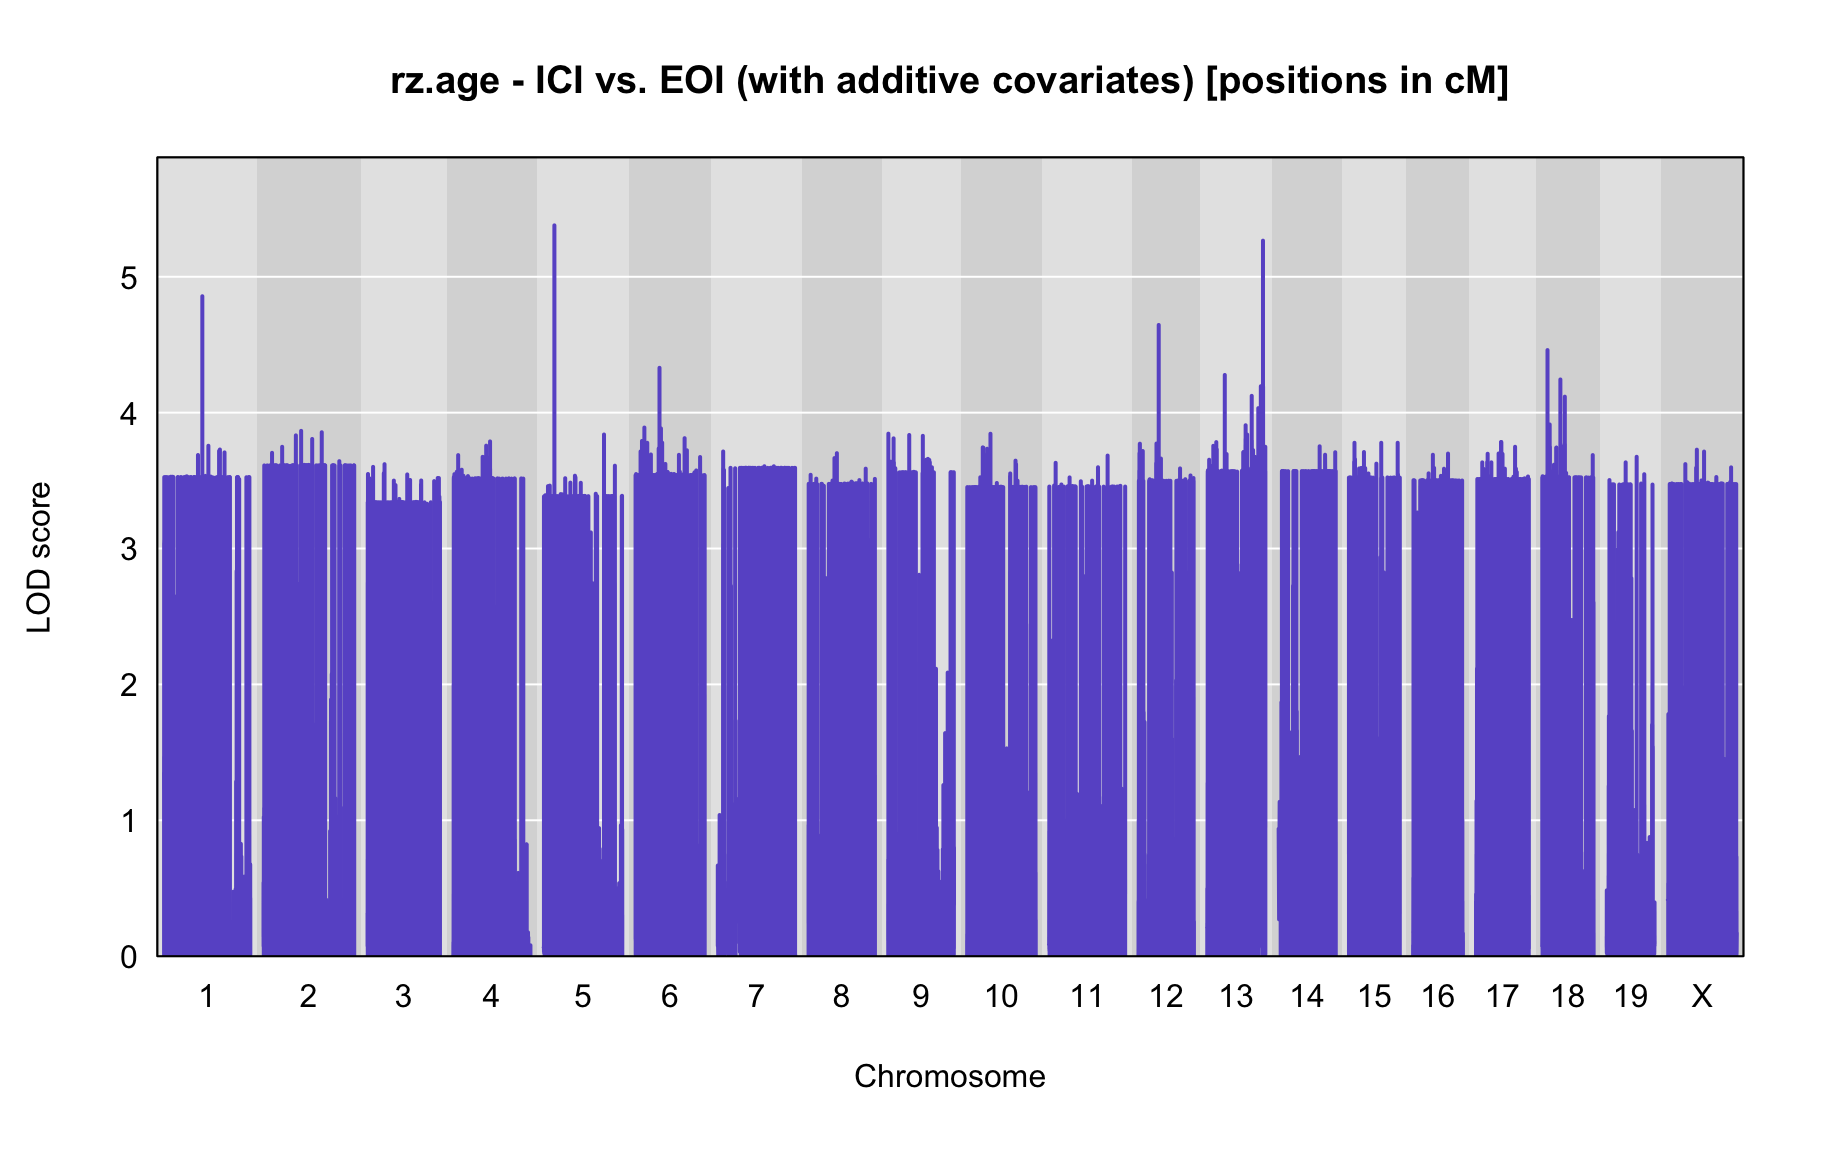 rz.age - ICI vs. EOI (with additive covariates) [positions in cM]
LOD score
5
4
3
2
1
0
1 2 3 4 5 6 7 8 9 10 11 12 13 14 15 16 17 18 19 X
Chromosome